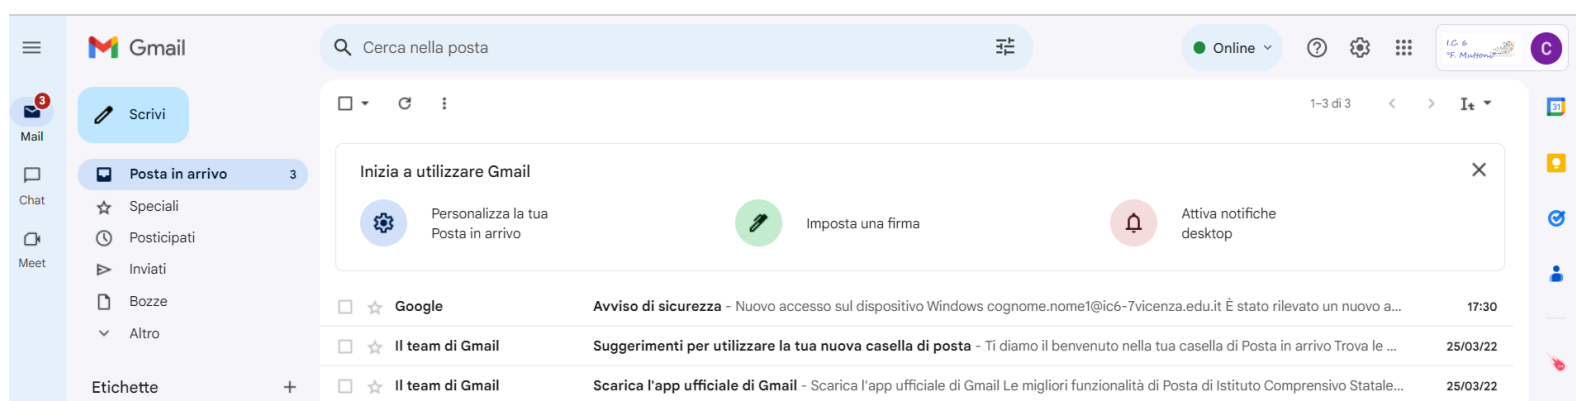 Gmail
Cerca nella posta
Online
I.C. 6
"F. Muttoni"
C
3
Mail
Scrivi
1–3 di 3
31
Posta in arrivo 3
Chat
Speciali
Posticipati
Meet
Inviati
Bozze
Altro
Etichette
Inizia a utilizzare Gmail
Personalizza la tua
Posta in arrivo
Imposta una firma
Attiva notifiche
desktop
Google Avviso di sicurezza - Nuovo accesso sul dispositivo Windows cognome.nome1@ic6-7vicenza.edu.it È stato rilevato un nuovo a... 17:30
Il team di Gmail Suggerimenti per utilizzare la tua nuova casella di posta - Ti diamo il benvenuto nella tua casella di Posta in arrivo Trova le ... 25/03/22
Il team di Gmail Scarica l'app ufficiale di Gmail - Scarica l'app ufficiale di Gmail Le migliori funzionalità di Posta di Istituto Comprensivo Statale... 25/03/22